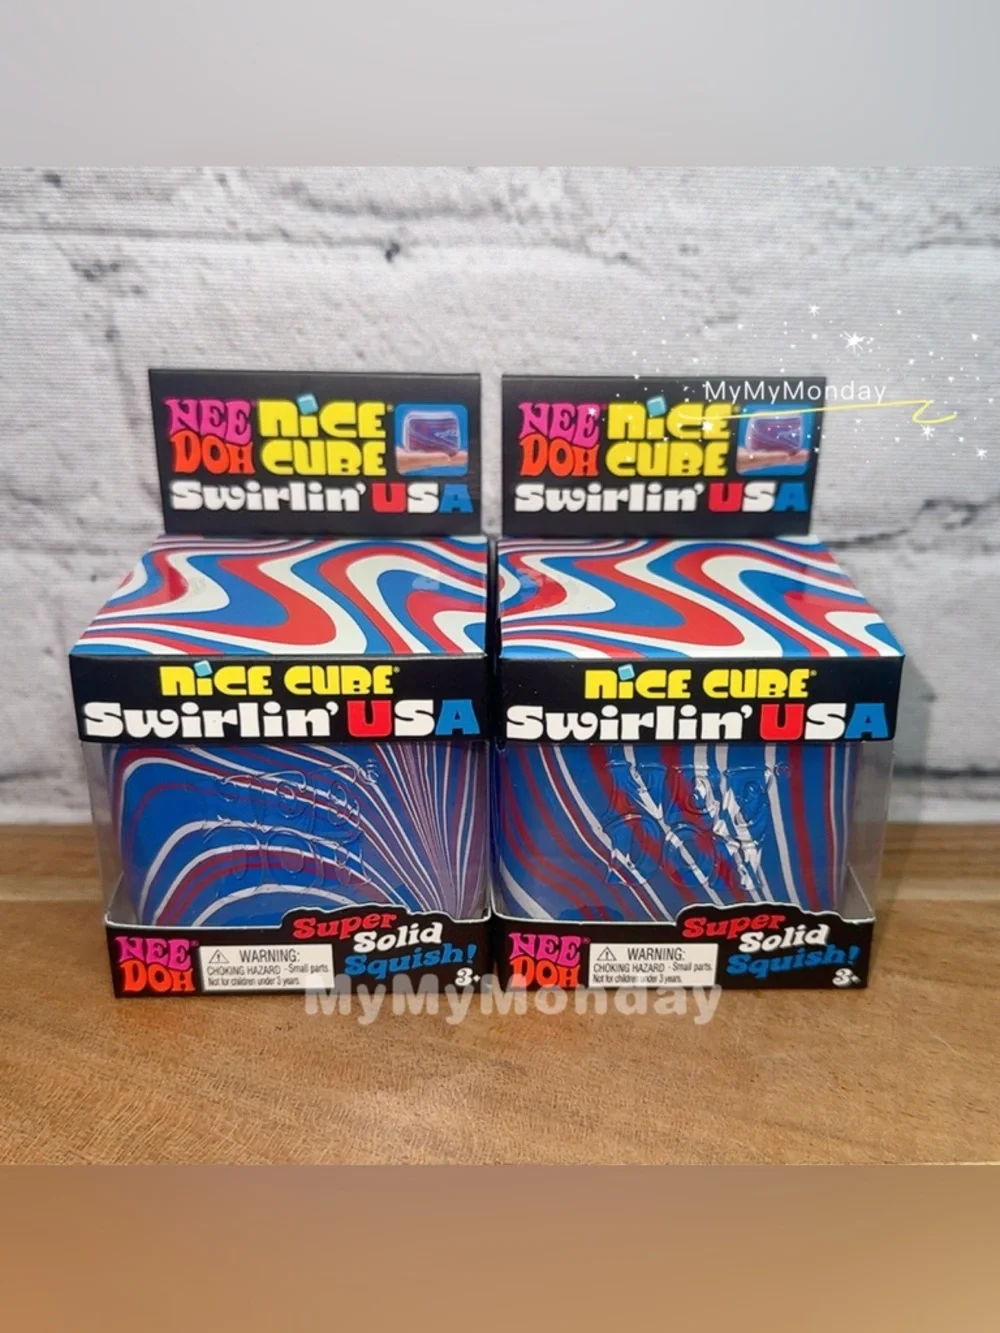 NEE DOH
NiCE CUBE
Swirlin' USA
NEE DOH
NiCE CUBE®
Swirlin' USA
MyMyMonday
NiCE CUBE®
Swirlin' USA
NiCE CUBE®
Swirlin' USA
Nee
DOH
Super
Solid
Squish!
NEE
DOH
WARNING:
CHOKING HAZARD - Small parts.
Not for children under 3 years.
3+
Super
Solid
Squish!
NEE
DOH
WARNING:
CHOKING HAZARD - Small parts.
Not for children under 3 years.
3+
MyMyMonday